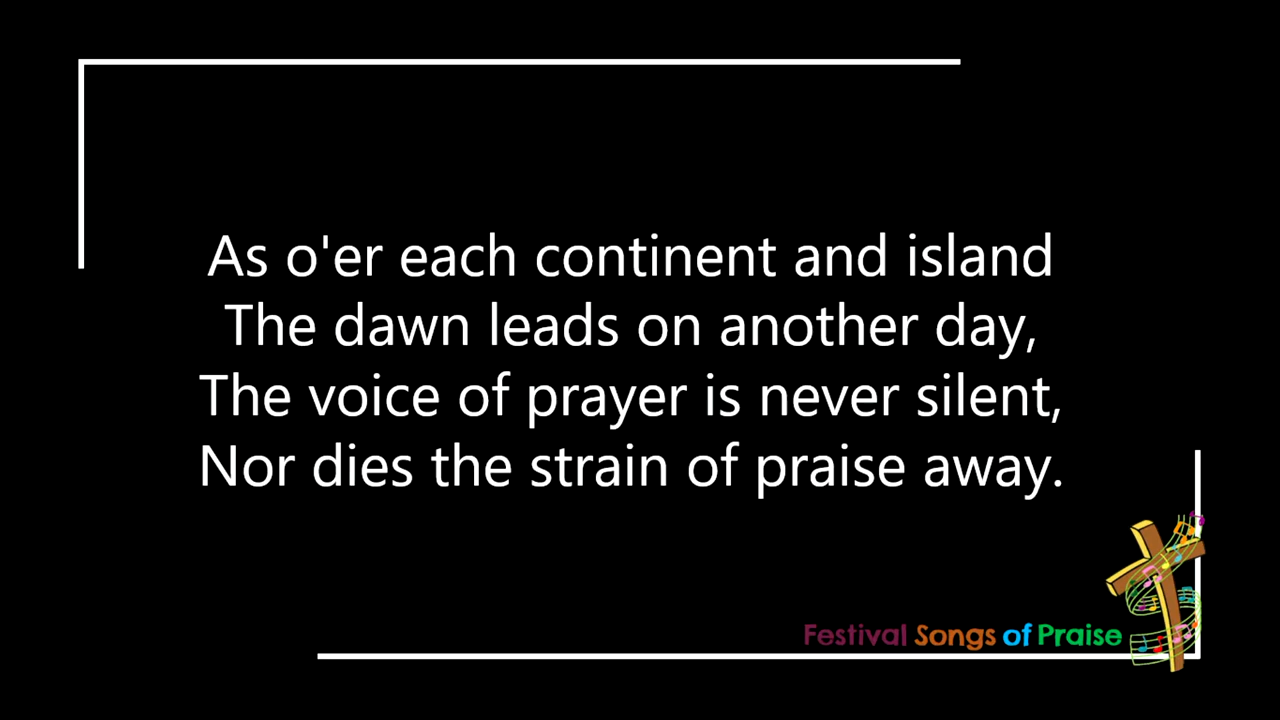 As o'er each continent and island
The dawn leads on another day,
The voice of prayer is never silent,
Nor dies the strain of praise away.
Festival Songs of Praise